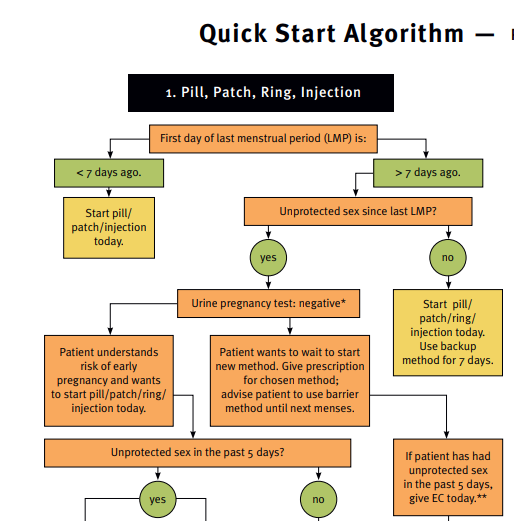 Quick Start Algorithm —
1. Pill, Patch, Ring, Injection
First day of last menstrual period (LMP) is:
< 7 days ago.
> 7 days ago.
Start pill/
patch/injection
today.
Unprotected sex since last LMP?
yes
no
Urine pregnancy test: negative*
Start pill/
patch/ring/
injection today.
Use backup
method for 7 days.
Patient understands
risk of early
pregnancy and wants
to start pill/patch/ring/
injection today.
Patient wants to wait to start
new method. Give prescription
for chosen method;
advise patient to use barrier
method until next menses.
Unprotected sex in the past 5 days?
If patient has had
unprotected sex
in the past 5 days,
give EC today.**
yes
no